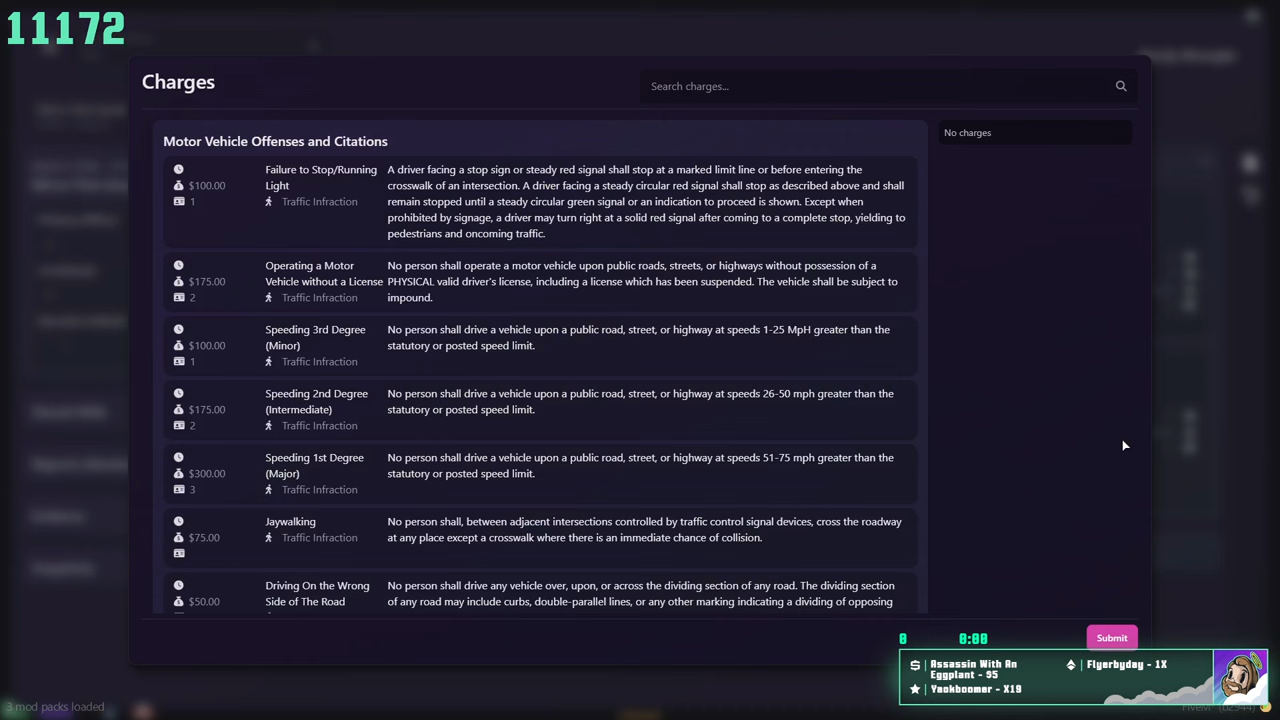 11172
Charges
Search charges...
Motor Vehicle Offenses and Citations
No charges
$100.00
1
Failure to Stop/Running
Light
Traffic Infraction
A driver facing a stop sign or steady red signal shall stop at a marked limit line or before entering the
crosswalk of an intersection. A driver facing a steady circular red signal shall stop as described above and shall
remain stopped until a steady circular green signal or an indication to proceed is shown. Except when
prohibited by signage, a driver may turn right at a solid red signal after coming to a complete stop, yielding to
pedestrians and oncoming traffic.
$175.00
2
Operating a Motor
Vehicle without a License
Traffic Infraction
No person shall operate a motor vehicle upon public roads, streets, or highways without possession of a
PHYSICAL valid driver's license, including a license which has been suspended. The vehicle shall be subject to
impound.
$100.00
1
Speeding 3rd Degree
(Minor)
Traffic Infraction
No person shall drive a vehicle upon a public road, street, or highway at speeds 1-25 MpH greater than the
statutory or posted speed limit.
$175.00
2
Speeding 2nd Degree
(Intermediate)
Traffic Infraction
No person shall drive a vehicle upon a public road, street, or highway at speeds 26-50 mph greater than the
statutory or posted speed limit.
$300.00
3
Speeding 1st Degree
(Major)
Traffic Infraction
No person shall drive a vehicle upon a public road, street, or highway at speeds 51-75 mph greater than the
statutory or posted speed limit.
$75.00
Jaywalking
Traffic Infraction
No person shall, between adjacent intersections controlled by traffic control signal devices, cross the roadway
at any place except a crosswalk where there is an immediate chance of collision.
$50.00
Driving On the Wrong
Side of The Road
No person shall drive any vehicle over, upon, or across the dividing section of any road. The dividing section
of any road may include curbs, double-parallel lines, or any other marking indicating a dividing of opposing
0
0:00
Submit
Assassin With An
Eggplant - 95
Flyerbyday - 1X
Yaokboomer - X19
3 mod packs loaded